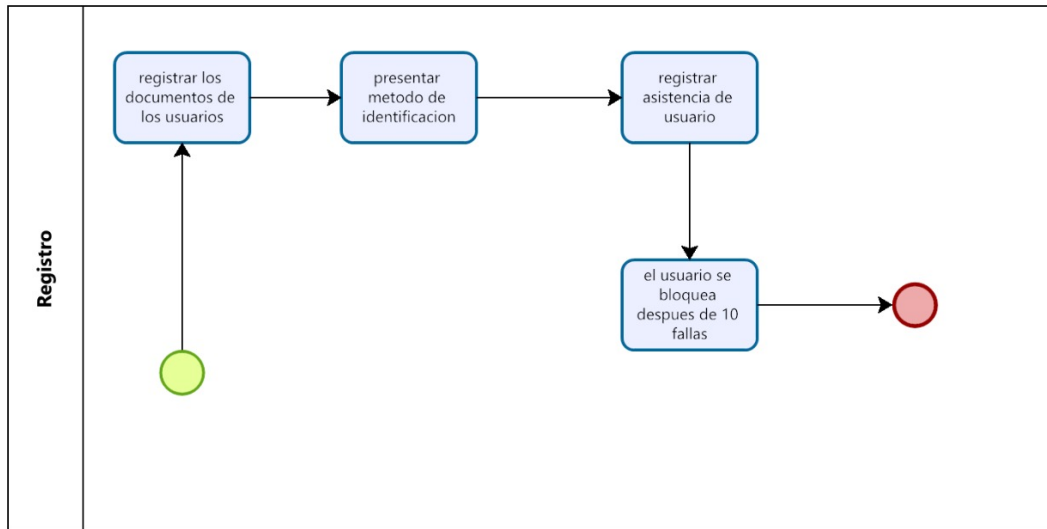 Registro
registrar los
documentos de
los usuarios
presentar
metodo de
identificacion
registrar
asistencia de
usuario
el usuario se
bloquea
despues de 10
fallas